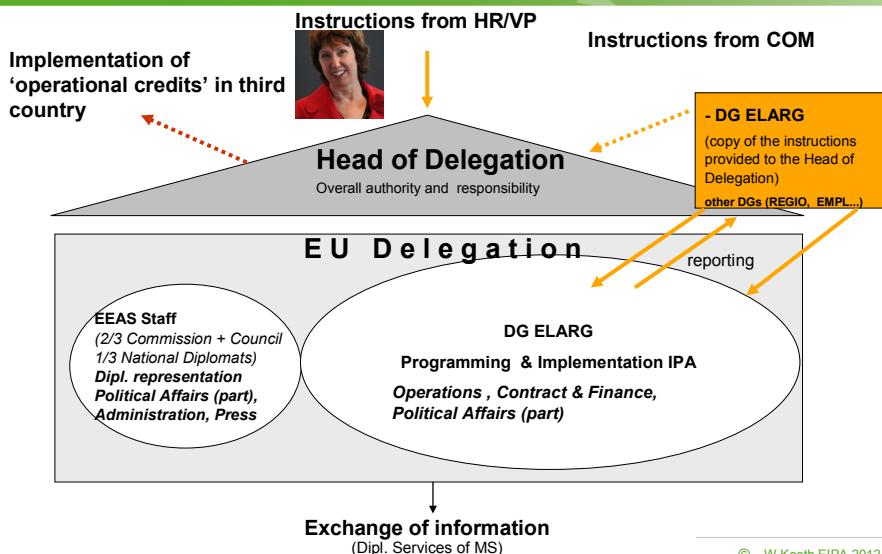 Instructions from HR/VP
Instructions from COM
Implementation of
‘operational credits’ in third
country
- DG ELARG
(copy of the instructions
provided to the Head of
Delegation)
other DGs (REGIO, EMPL...)
Head of Delegation
Overall authority and responsibility
EU Delegation
reporting
EEAS Staff
(2/3 Commission + Council
1/3 National Diplomats)
Dipl. representation
Political Affairs (part),
Administration, Press
DG ELARG
Programming & Implementation IPA
Operations , Contract & Finance,
Political Affairs (part)
Exchange of information
(Dipl. Services of MS)
© W.Kooth EIPA 2012